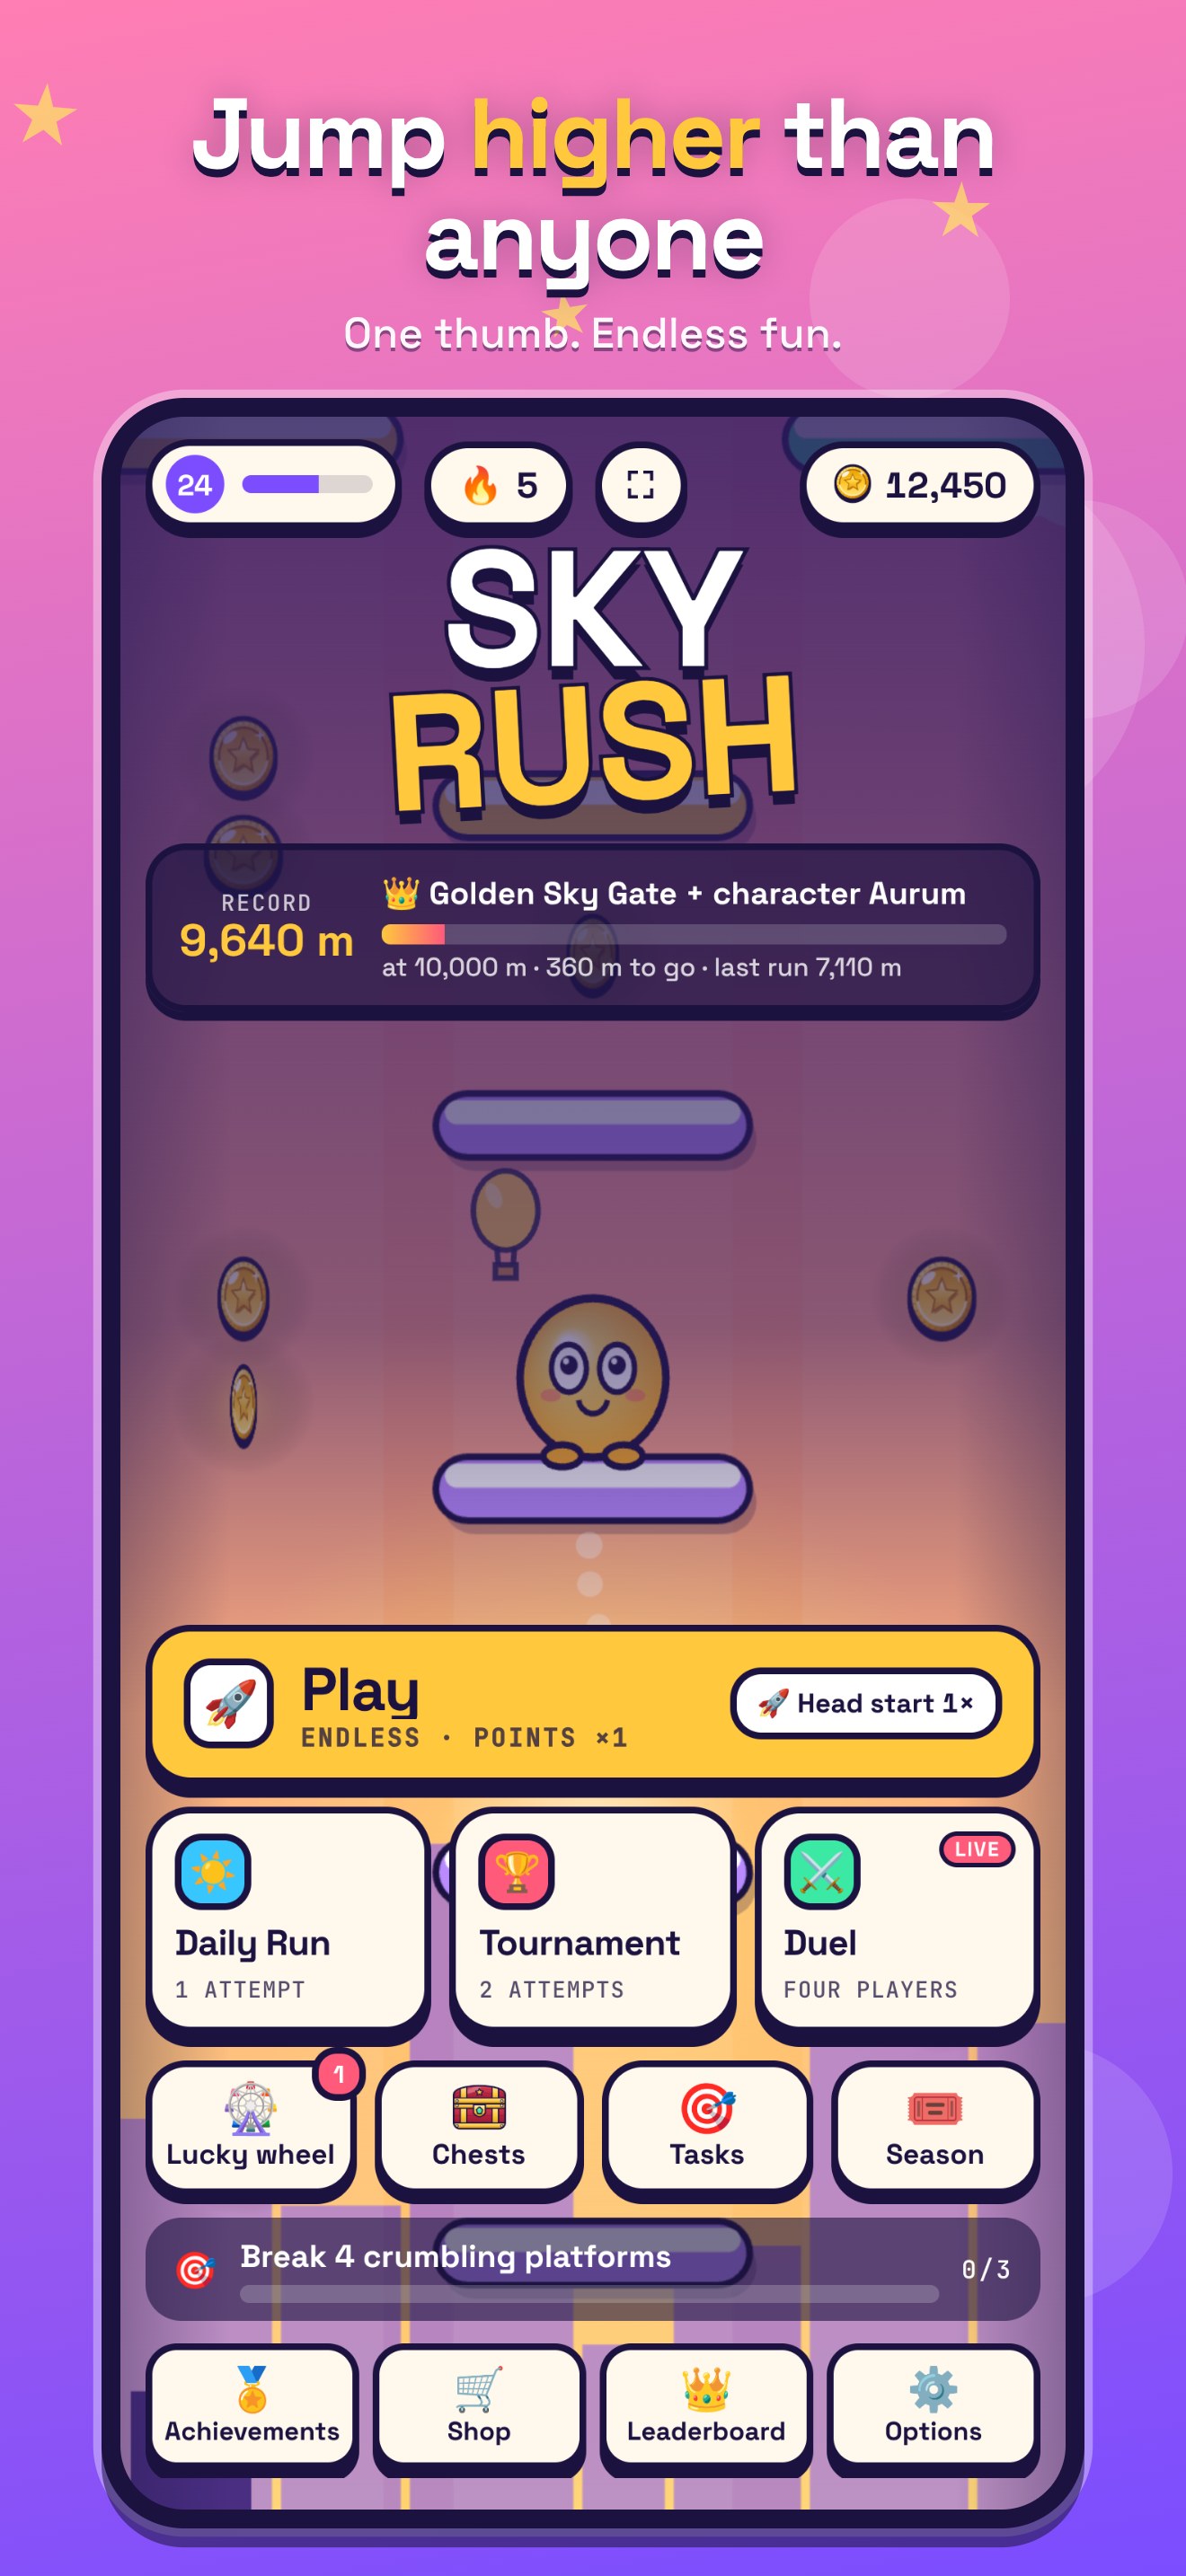 Jump higher than
anyone
One thumb. Endless fun.
24
🔥 5
12,450
SKY
RUSH
RECORD
9,640 m
👑 Golden Sky Gate + character Aurum
at 10,000 m · 360 m to go · last run 7,110 m
Play
ENDLESS · POINTS ×1
🚀 Head start 1×
Daily Run
1 ATTEMPT
Tournament
2 ATTEMPTS
LIVE
Duel
FOUR PLAYERS
1
Lucky wheel
Chests
Tasks
Season
Break 4 crumbling platforms
0/3
Achievements
Shop
Leaderboard
Options